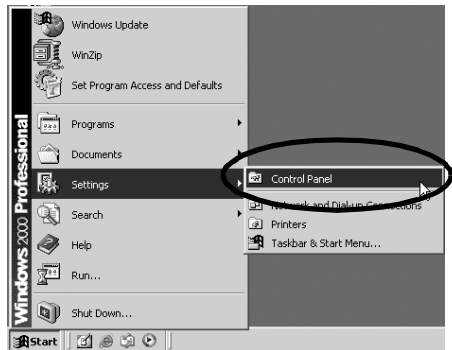 Windows Update
WinZip
Set Program Access and Defaults
Programs
Documents
Settings
Search
Help
Run...
Shut Down...
Windows 2000 Professional
Control Panel
Network and Dial-up Connections
Printers
Taskbar & Start Menu...
Start